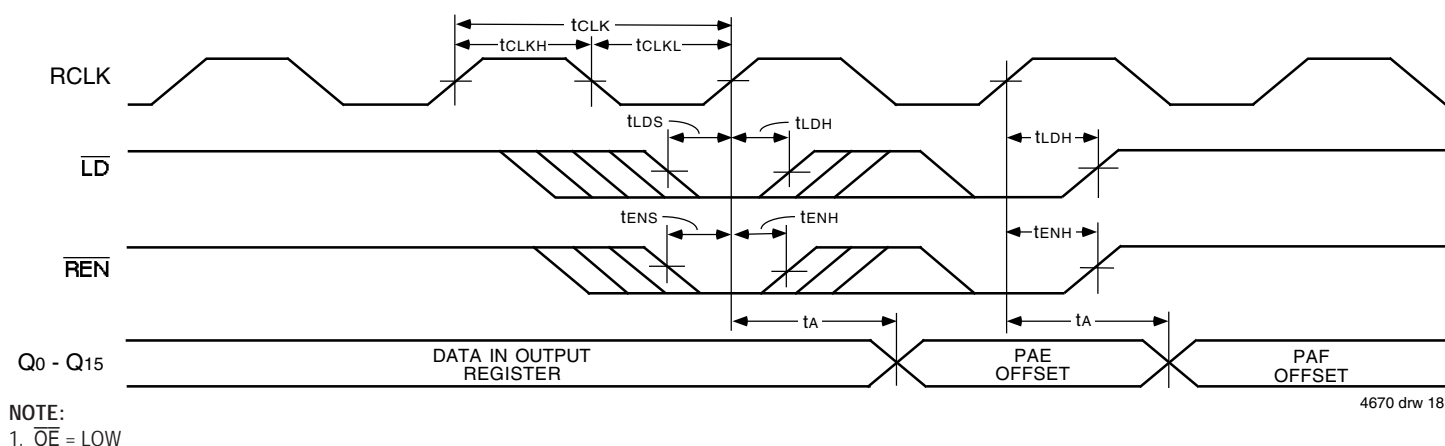 tCLK
tCLKH
tCLKL
RCLK
tLDS
tLDH
tLDH
LD
tENS
tENH
tENH
REN
tA
tA
Q0 - Q15
DATA IN OUTPUT
REGISTER
PAE
OFFSET
PAF
OFFSET
4670 drw 18
NOTE:
1. OE = LOW